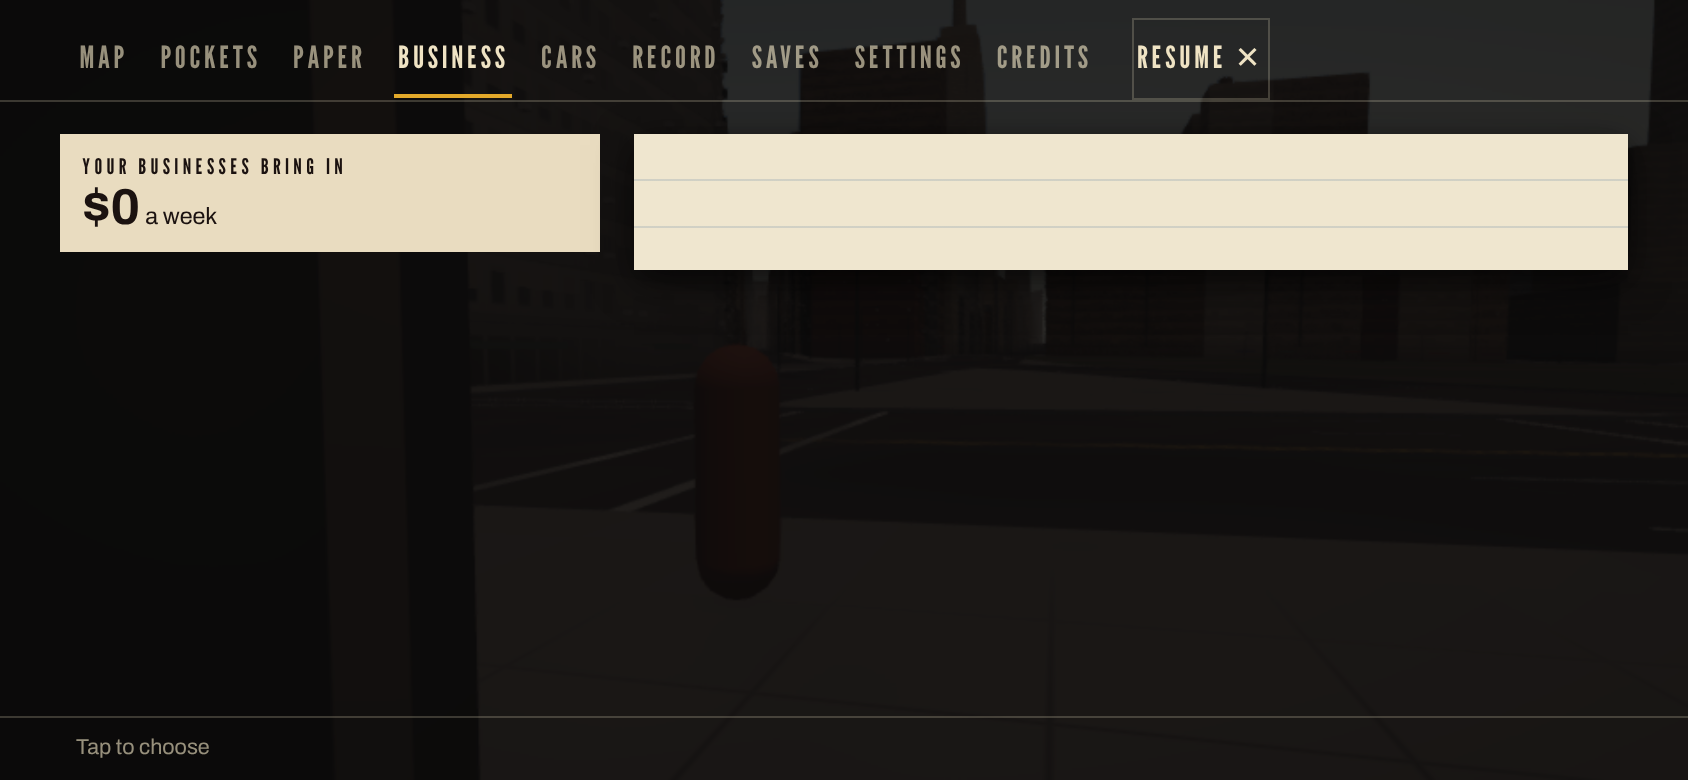 MAP POCKETS PAPER BUSINESS CARS RECORD SAVES SETTINGS CREDITS RESUME ✕
YOUR BUSINESSES BRING IN
$0 a week
Tap to choose